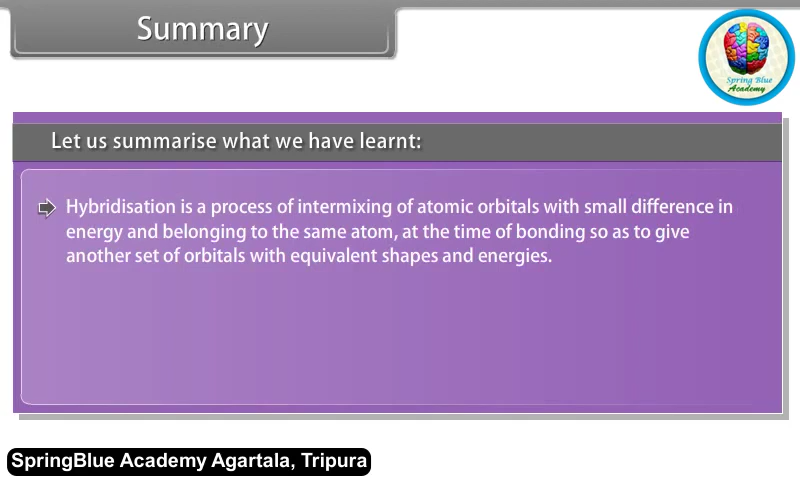 Summary
Spring Blue
Academy
Let us summarise what we have learnt:
Hybridisation is a process of intermixing of atomic orbitals with small difference in
energy and belonging to the same atom, at the time of bonding so as to give
another set of orbitals with equivalent shapes and energies.
SpringBlue Academy Agartala, Tripura